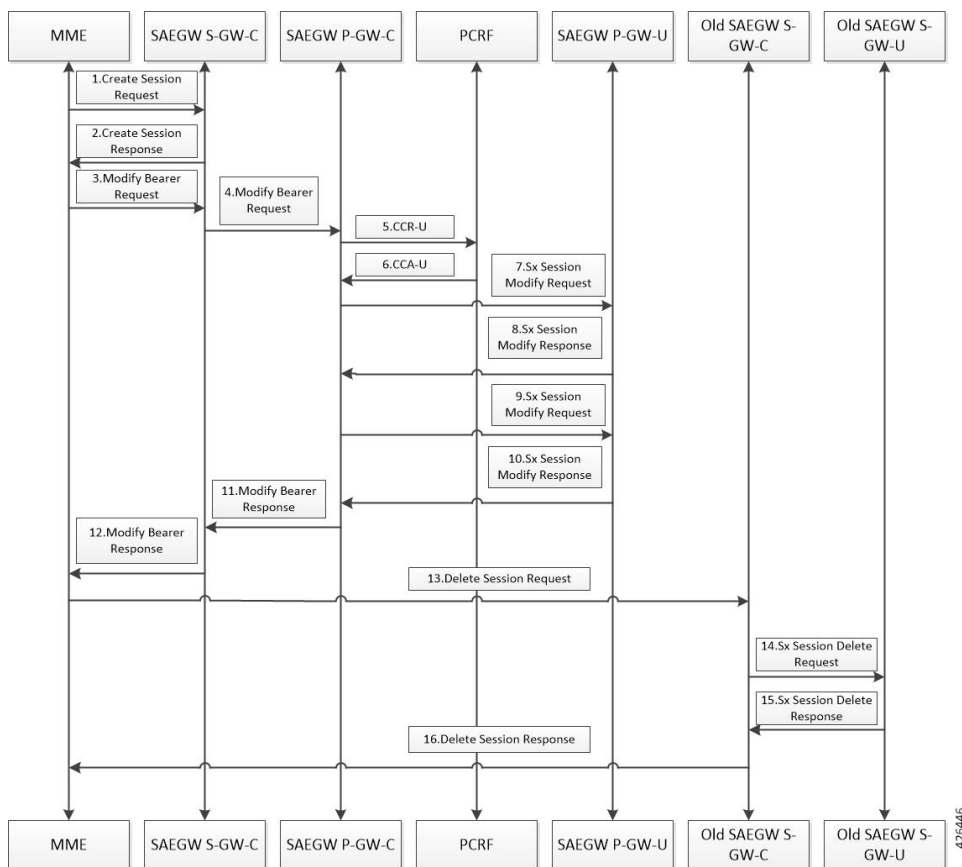 MME
SAEGW S-GW-C
SAEGW P-GW-C
PCRF
SAEGW P-GW-U
Old SAEGW S-
GW-C
Old SAEGW S-
GW-U
1.Create Session
Request
2.Create Session
Response
3.Modify Bearer
Request
4.Modify Bearer
Request
5.CCR-U
6.CCA-U
7.Sx Session
Modify Request
8.Sx Session
Modify Response
9.Sx Session
Modify Request
10.Sx Session
Modify Response
11.Modify Bearer
Response
12.Modify Bearer
Response
13.Delete Session Request
14.Sx Session Delete
Request
15.Sx Session Delete
Response
16.Delete Session Response
MME
SAEGW S-GW-C
SAEGW P-GW-C
PCRF
SAEGW P-GW-U
Old SAEGW S-
GW-C
Old SAEGW S-
GW-U
426446